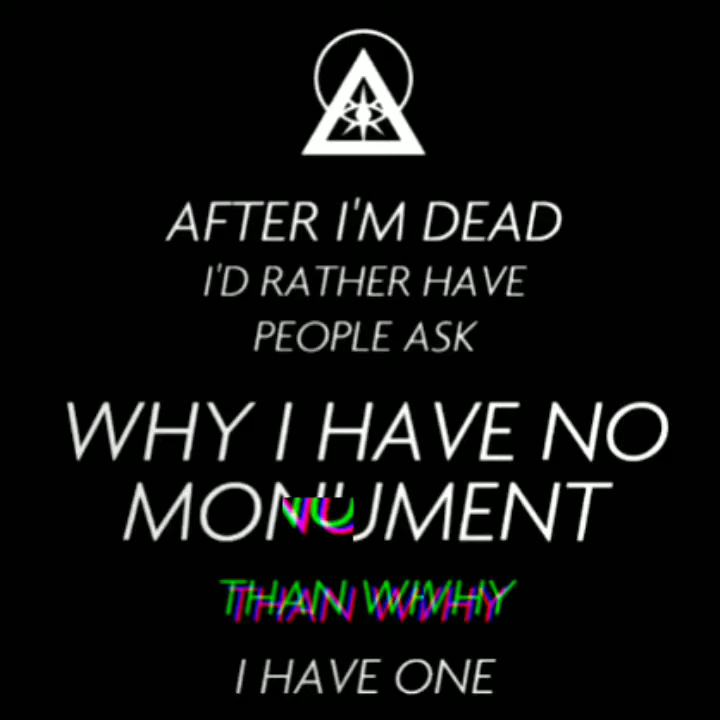 AFTER I'M DEAD
I'D RATHER HAVE
PEOPLE ASK
WHY I HAVE NO
MONUMENT
THAN WHY
I HAVE ONE